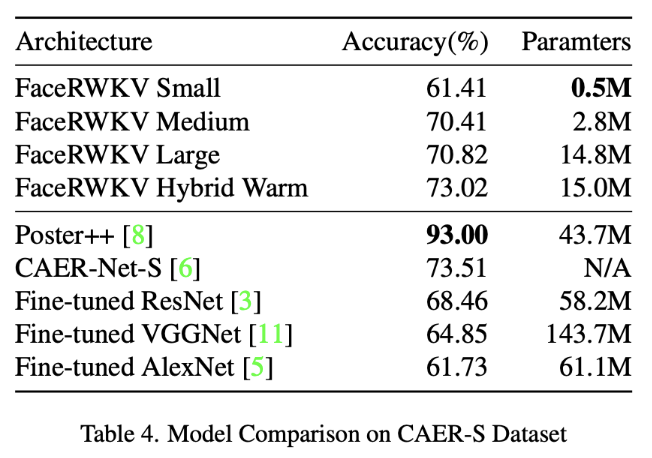 Architecture Accuracy(%) Paramters
FaceRWKV Small 61.41 0.5M
FaceRWKV Medium 70.41 2.8M
FaceRWKV Large 70.82 14.8M
FaceRWKV Hybrid Warm 73.02 15.0M
Poster++ [8] 93.00 43.7M
CAER-Net-S [6] 73.51 N/A
Fine-tuned ResNet [3] 68.46 58.2M
Fine-tuned VGGNet [11] 64.85 143.7M
Fine-tuned AlexNet [5] 61.73 61.1M
Table 4. Model Comparison on CAER-S Dataset